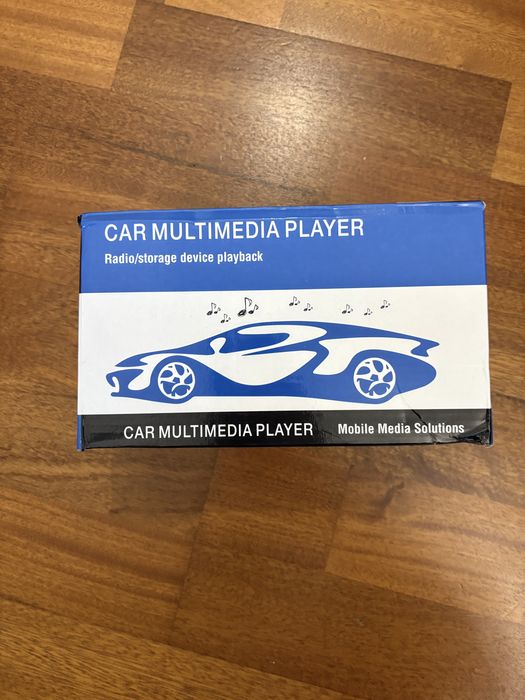 CAR MULTIMEDIA PLAYER
Radio/storage device playback
CAR MULTIMEDIA PLAYER Mobile Media Solutions